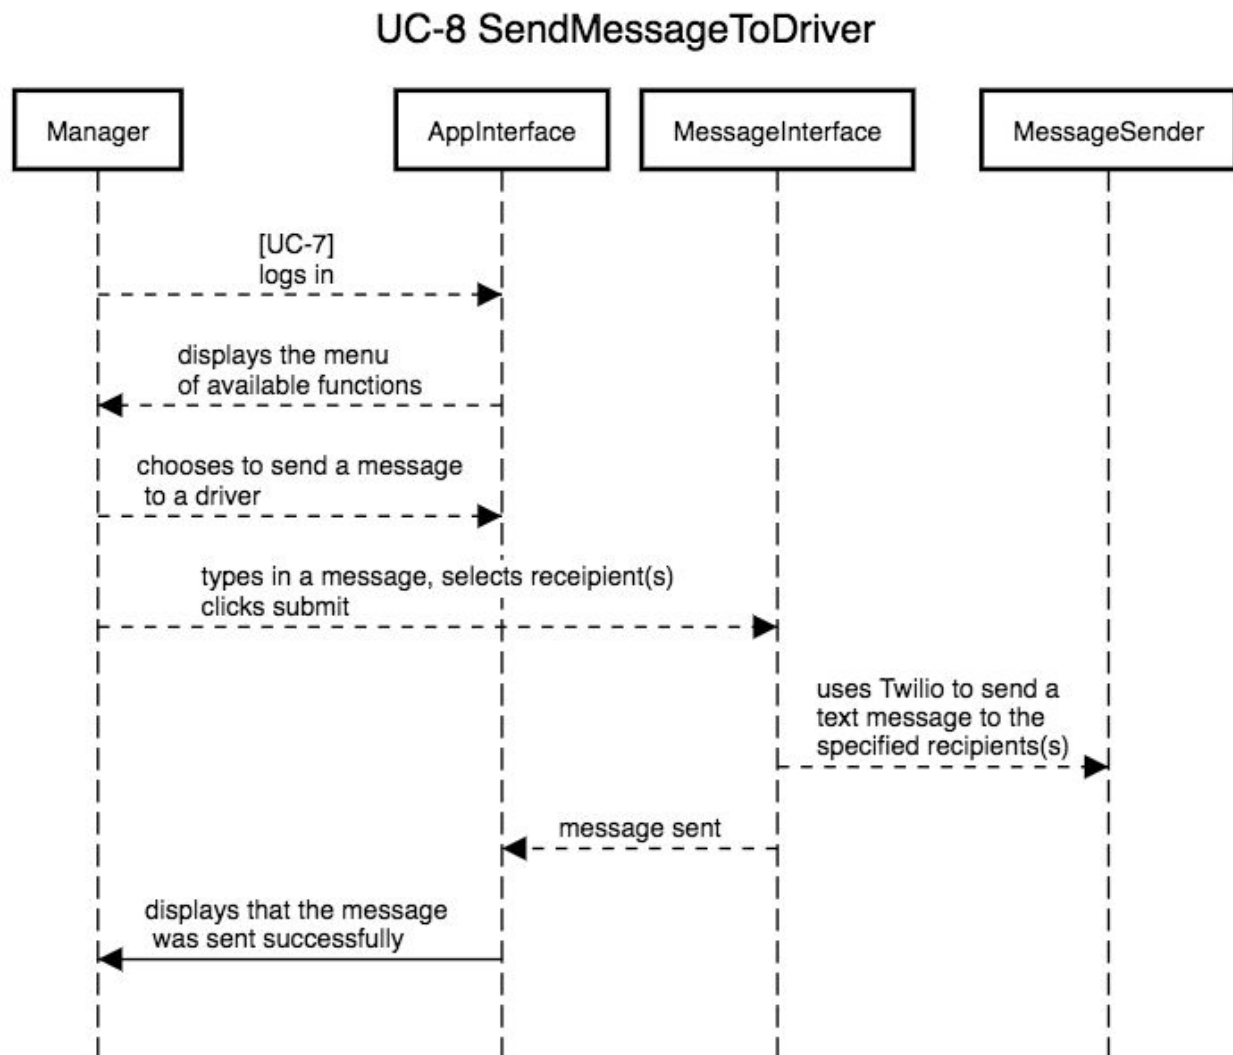 UC-8 SendMessageToDriver
Manager
AppInterface
MessageInterface
MessageSender
[UC-7]
logs in
displays the menu
of available functions
chooses to send a message
to a driver
types in a message, selects receipient(s)
clicks submit
uses Twilio to send a
text message to the
specified recipients(s)
message sent
displays that the message
was sent successfully